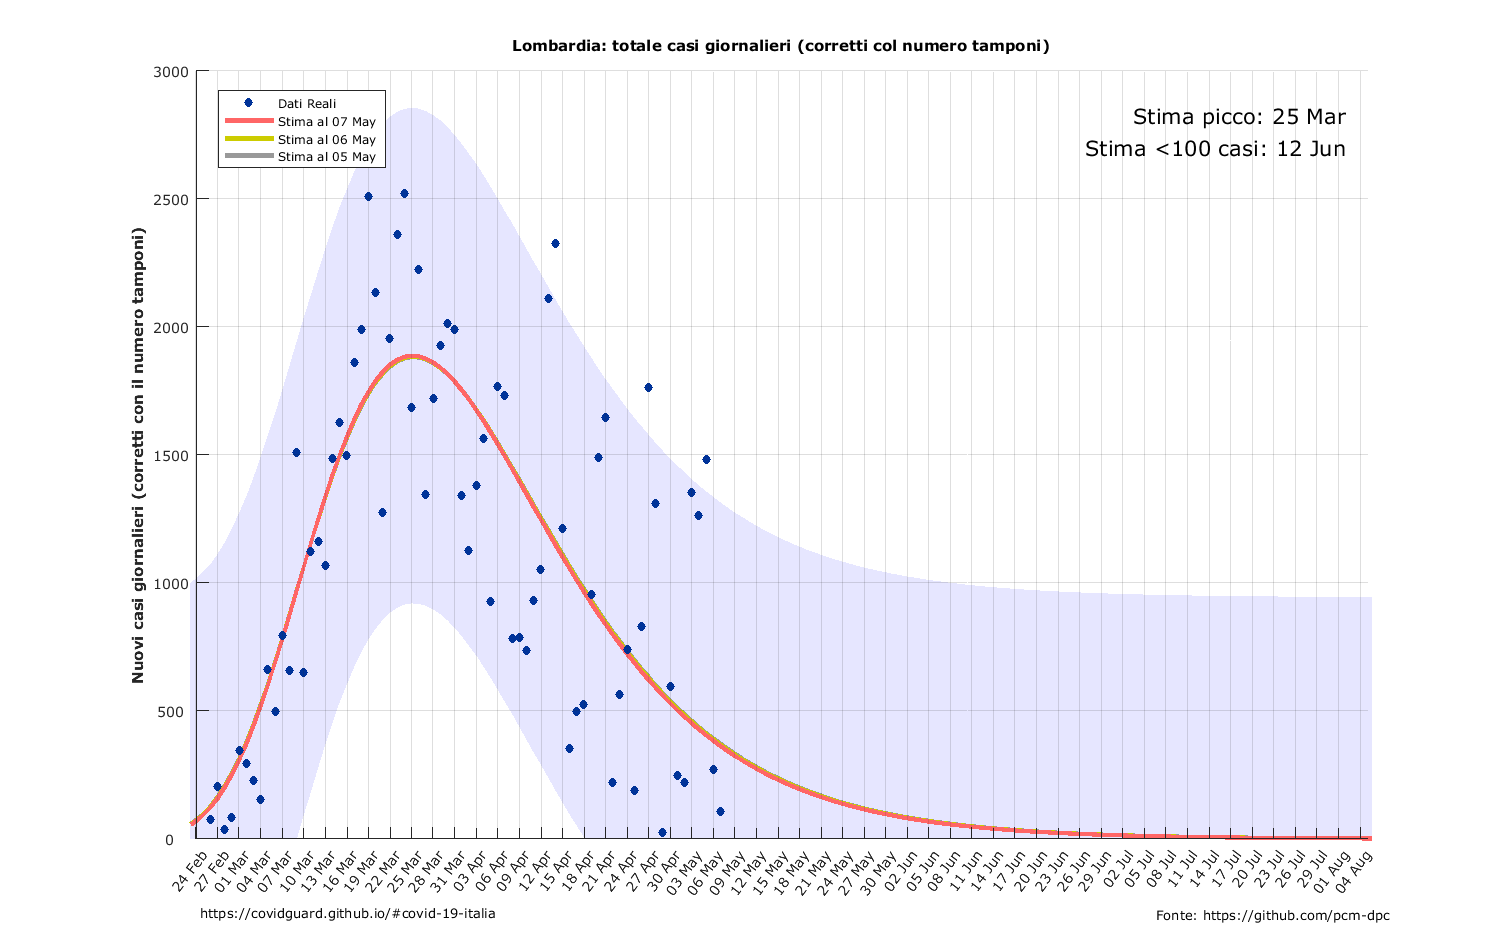 Lombardia: totale casi giornalieri (corretti col numero tamponi)
Stima picco: 25 Mar
Stima <100 casi: 12 Jun
Dati Reali
Stima al 07 May
Stima al 06 May
Stima al 05 May
Nuovi casi giornalieri (corretti con il numero tamponi)
3000
2500
2000
1500
1000
500
0
24 Feb
27 Feb
01 Mar
04 Mar
07 Mar
10 Mar
13 Mar
16 Mar
19 Mar
22 Mar
25 Mar
28 Mar
31 Mar
03 Apr
06 Apr
09 Apr
12 Apr
15 Apr
18 Apr
21 Apr
24 Apr
27 Apr
30 Apr
03 May
06 May
09 May
12 May
15 May
18 May
21 May
24 May
27 May
30 May
02 Jun
05 Jun
08 Jun
11 Jun
14 Jun
17 Jun
20 Jun
23 Jun
26 Jun
29 Jun
02 Jul
05 Jul
08 Jul
11 Jul
14 Jul
17 Jul
20 Jul
23 Jul
26 Jul
29 Jul
01 Aug
04 Aug
https://covidguard.github.io/#covid-19-italia
Fonte: https://github.com/pcm-dpc